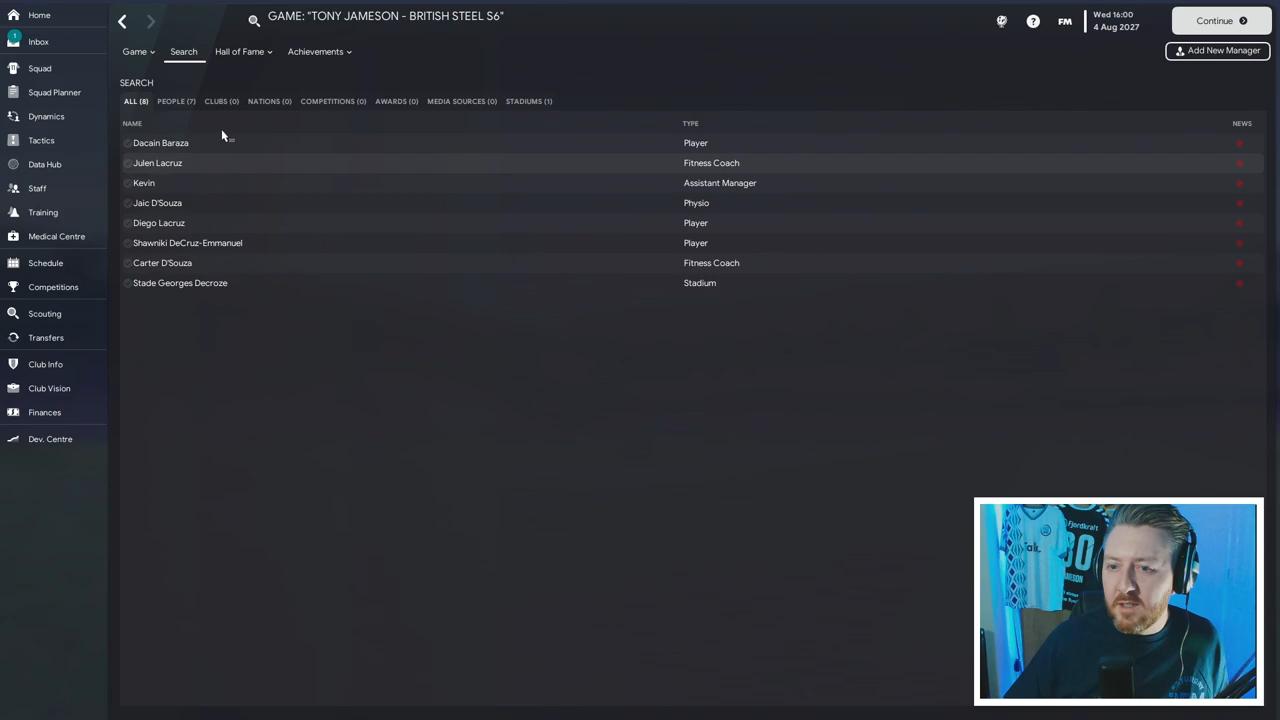 Home
GAME: "TONY JAMESON - BRITISH STEEL S6"
FM
Wed 16:00
4 Aug 2027
Continue
1
Inbox
Game
Search
Hall of Fame
Achievements
Add New Manager
Squad
Squad Planner
Dynamics
Tactics
Data Hub
Staff
Training
Medical Centre
Schedule
Competitions
Scouting
Transfers
Club Info
Club Vision
Finances
Dev. Centre
SEARCH
ALL (8) PEOPLE (7) CLUBS (0) NATIONS (0) COMPETITIONS (0) AWARDS (0) MEDIA SOURCES (0) STADIUMS (1)
NAME TYPE NEWS
Dacain Baraza Player
Julen Lacruz Fitness Coach
Kevin Assistant Manager
Jaic D'Souza Physio
Diego Lacruz Player
Shawniki DeCruz-Emmanuel Player
Carter D'Souza Fitness Coach
Stade Georges Decroze Stadium
Fjordkraft